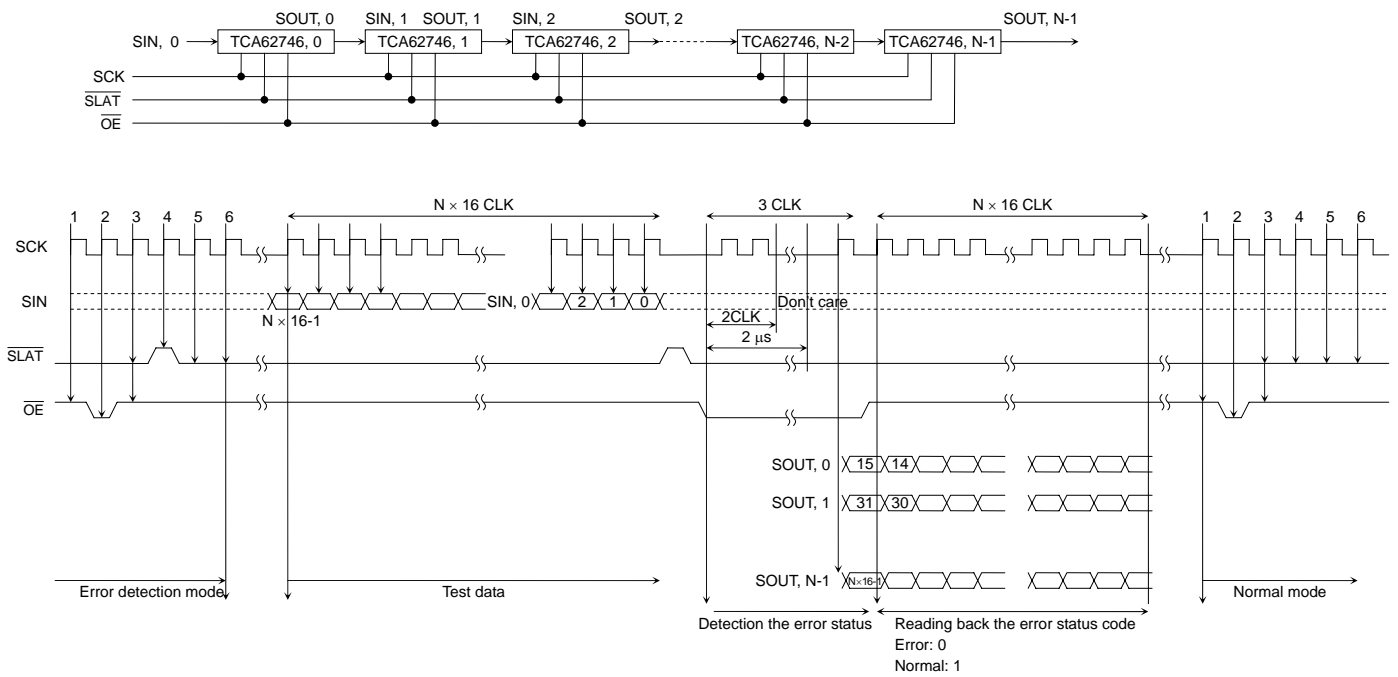 SOUT, 0 SIN, 1 SOUT, 1 SIN, 2 SOUT, 2 SOUT, N-1
SIN, 0 TCA62746, 0 TCA62746, 1 TCA62746, 2 TCA62746, N-2 TCA62746, N-1
SCK
SLAT
OE
N × 16 CLK 3 CLK N × 16 CLK
1 2 3 4 5 6 1 2 3 4 5 6
SCK
SIN SIN, 0 2 1 0 Don't care
N × 16-1
2CLK
2 μs
SLAT
OE
SOUT, 0 15 14
SOUT, 1 31 30
SOUT, N-1 N×16-1
Error detection mode Test data Normal mode
Detection the error status Reading back the error status code
Error: 0
Normal: 1